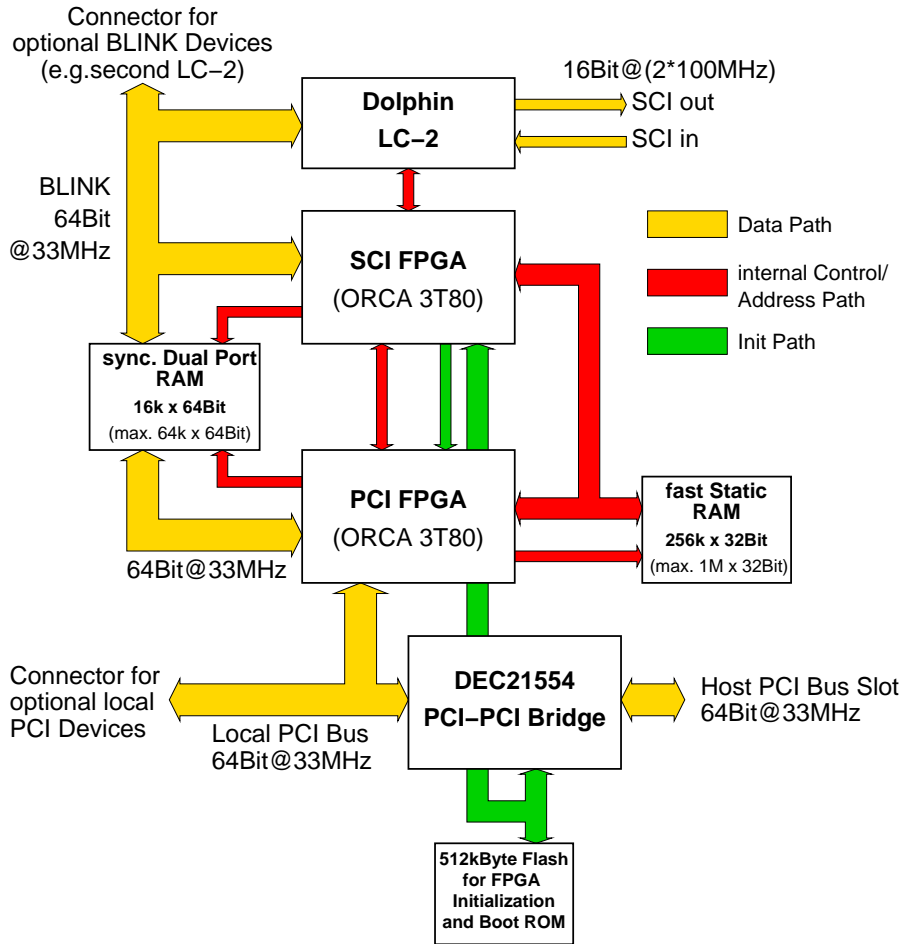 Connector for
optional BLINK Devices
(e.g.second LC−2)
16Bit@(2*100MHz)
SCI out
SCI in
Dolphin
LC−2
BLINK
64Bit
@33MHz
SCI FPGA
(ORCA 3T80)
Data Path
internal Control/
Address Path
Init Path
sync. Dual Port
RAM
16k x 64Bit
(max. 64k x 64Bit)
PCI FPGA
(ORCA 3T80)
fast Static
RAM
256k x 32Bit
(max. 1M x 32Bit)
64Bit@33MHz
Connector for
optional local
PCI Devices
Local PCI Bus
64Bit@33MHz
DEC21554
PCI−PCI Bridge
Host PCI Bus Slot
64Bit@33MHz
512kByte Flash
for FPGA
Initialization
and Boot ROM